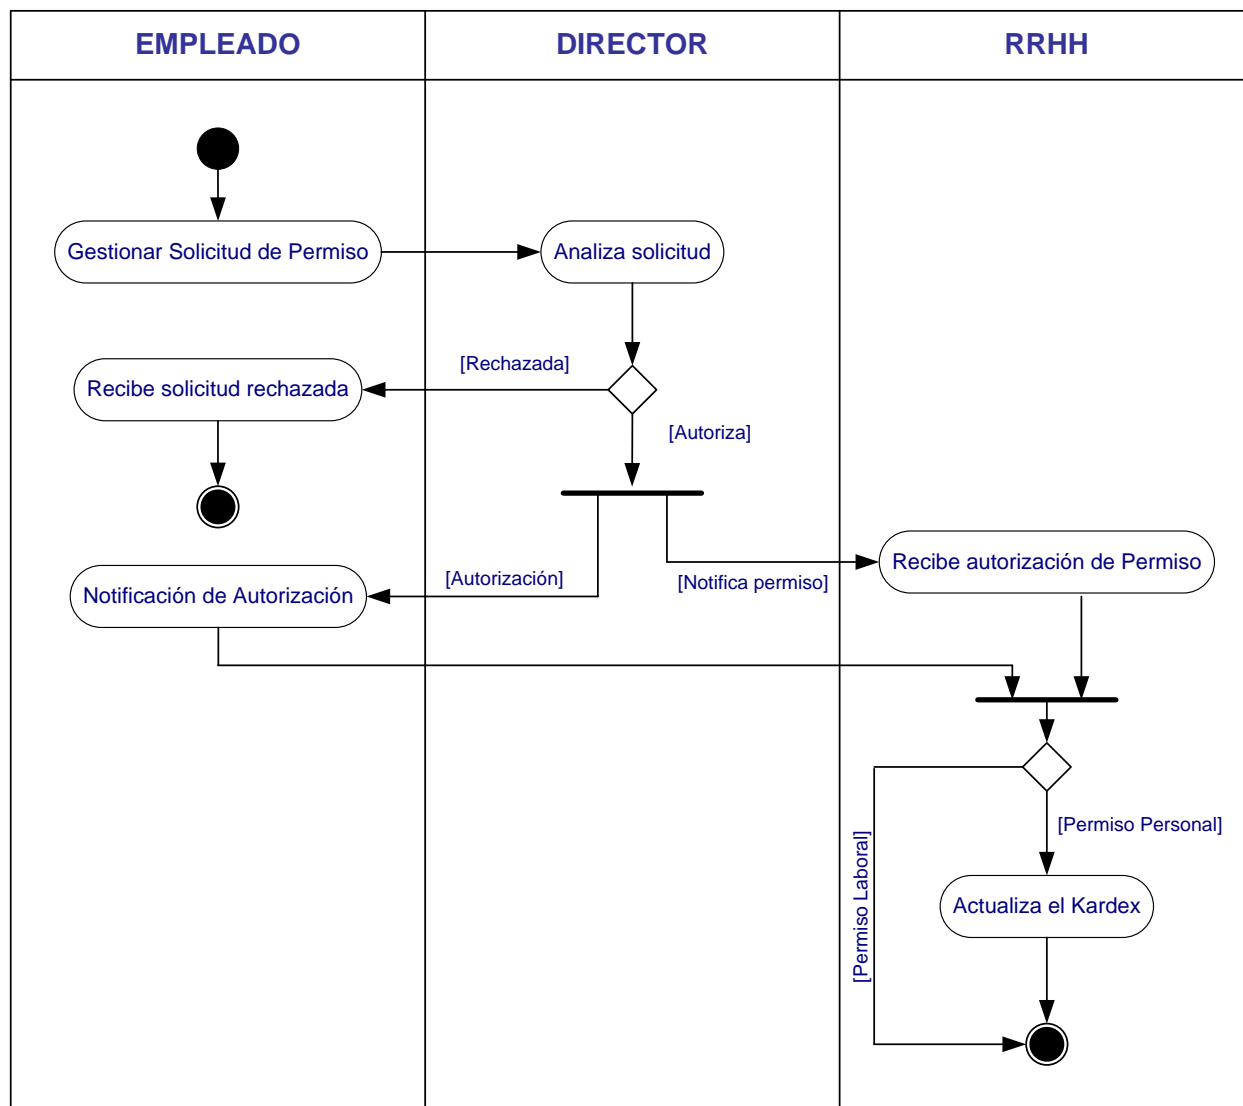 EMPLEADO
DIRECTOR
RRHH
Gestionar Solicitud de Permiso
Analiza solicitud
[Rechazada]
Recibe solicitud rechazada
[Autoriza]
Recibe autorización de Permiso
[Autorización]
[Notifica permiso]
Notificación de Autorización
[Permiso Personal]
[Permiso Laboral]
Actualiza el Kardex